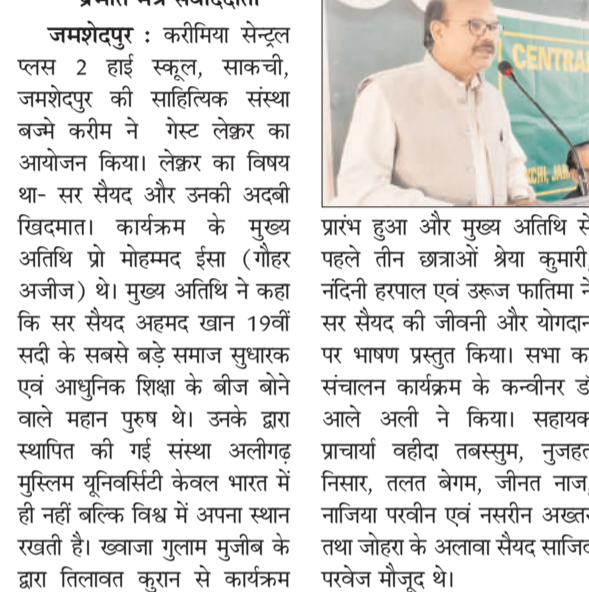 प्रभात मंत्र संवाददाता
जमशेदपुर : करीमिया सेन्ट्रल
प्लस 2 हाई स्कूल, साकची,
जमशेदपुर की साहित्यिक संस्था
बज्मे करीम ने गेस्ट लेक्चर का
आयोजन किया। लेक्चर का विषय
था- सर सैयद और उनकी अदबी
खिदमात। कार्यक्रम के मुख्य
अतिथि प्रो मोहम्मद ईसा (गौहर
अजीज) थे। मुख्य अतिथि ने कहा
कि सर सैयद अहमद खान 19वीं
सदी के सबसे बड़े समाज सुधारक
एवं आधुनिक शिक्षा के बीज बोने
वाले महान पुरुष थे। उनके द्वारा
स्थापित की गई संस्था अलीगढ़
मुस्लिम यूनिवर्सिटी केवल भारत में
ही नहीं बल्कि विश्व में अपना स्थान
रखती है। ख्वाजा गुलाम मुजीब के
द्वारा तिलावत कुरान से कार्यक्रम
CENTRA
KCHI, JAM
प्रारंभ हुआ और मुख्य अतिथि से
पहले तीन छात्राओं श्रेया कुमारी,
नंदिनी हरपाल एवं उरूज फातिमा ने
सर सैयद की जीवनी और योगदान
पर भाषण प्रस्तुत किया। सभा का
संचालन कार्यक्रम के कन्वीनर डॉ
आले अली ने किया। सहायक
प्राचार्या वहीदा तबस्सुम, नुजहत
निसार, तलत बेगम, जीनत नाज,
नाजिया परवीन एवं नसरीन अख्तर
तथा जोहरा के अलावा सैयद साजिद
परवेज मौजूद थे।